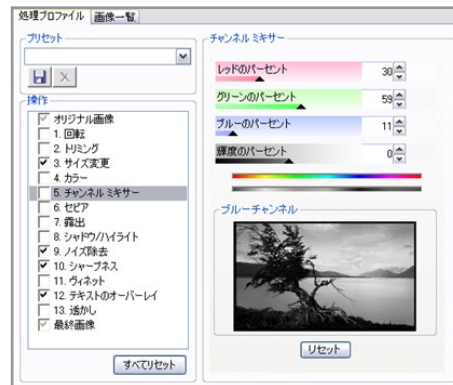 処理プロファイル 画像一覧
プリセット
操作
オリジナル画像
1. 回転
2. トリミング
3. サイズ変更
4. カラー
5. チャンネル ミキサー
6. セピア
7. 露出
8. シャドウ/ハイライト
9. ノイズ除去
10. シャープネス
11. ヴィネット
12. テキストのオーバーレイ
13. 透かし
最終画像
すべてリセット
チャンネル ミキサー
レッドのパーセント 30
グリーンのパーセント 59
ブルーのパーセント 11
輝度のパーセント 0
ブルーチャンネル
リセット